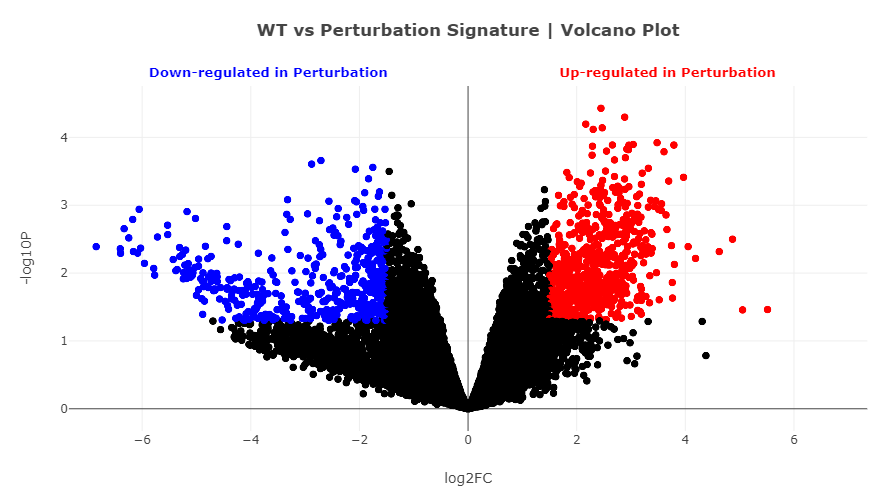 WT vs Perturbation Signature | Volcano Plot
Down-regulated in Perturbation
Up-regulated in Perturbation
4
3
2
1
0
−log10P
−6
−4
−2
0
2
4
6
log2FC